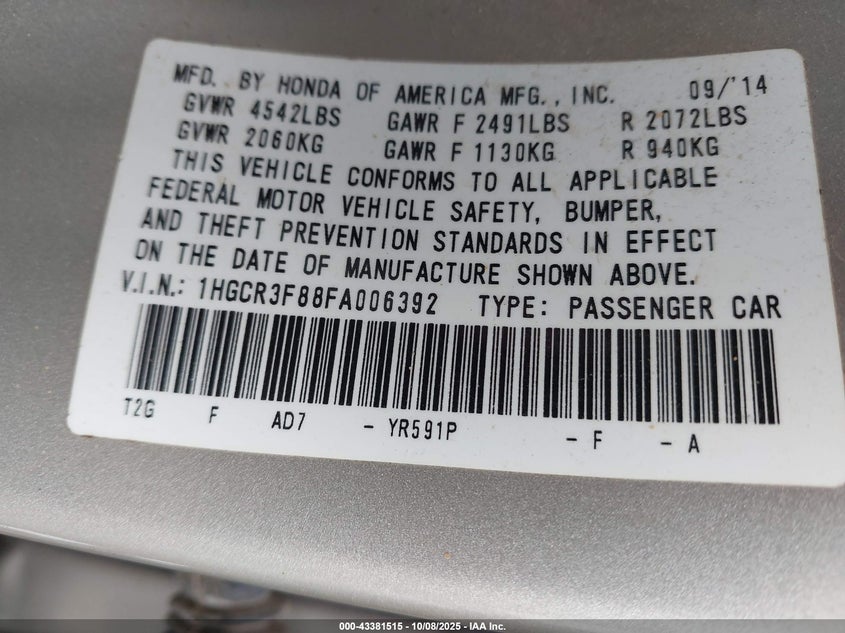 MFD. BY HONDA OF AMERICA MFG., INC. 09/'14
GVWR 4542LBS GAWR F 2491LBS R 2072LBS
GVWR 2060KG GAWR F 1130KG R 940KG
THIS VEHICLE CONFORMS TO ALL APPLICABLE
FEDERAL MOTOR VEHICLE SAFETY, BUMPER,
AND THEFT PREVENTION STANDARDS IN EFFECT
ON THE DATE OF MANUFACTURE SHOWN ABOVE.
V.I.N.: 1HGCR3F88FA006392 TYPE: PASSENGER CAR
T2G F AD7 - YR591P - F - A
000-43381515 - 10/08/2025 - IAA Inc.